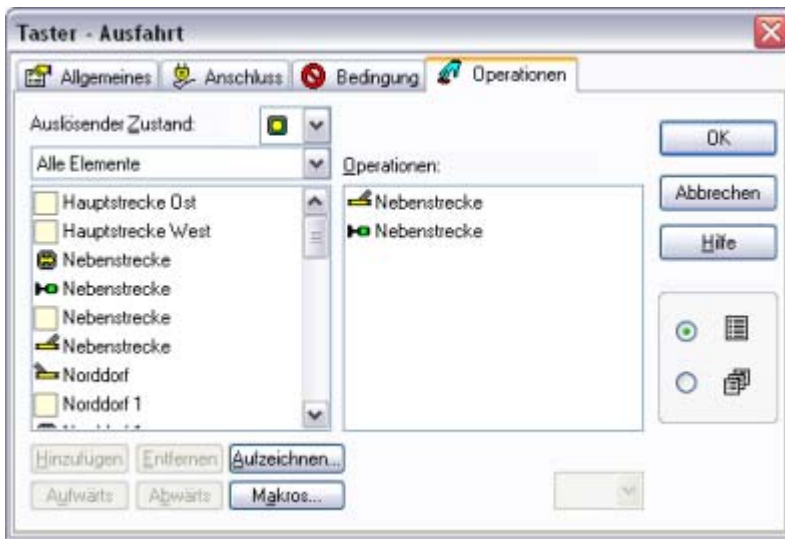 Taster - Ausfahrt
Allgemeines Anschluss Bedingung Operationen
Auslösender Zustand:
Alle Elemente
Operationen:
Hauptstrecke Ost
Hauptstrecke West
Nebenstrecke
Nebenstrecke
Nebenstrecke
Nebenstrecke
Norddorf
Norddorf 1
Nebenstrecke
Nebenstrecke
OK
Abbrechen
Hilfe
Hinzufügen Entfernen Aufzeichnen...
Aufwärts Abwärts Makros...